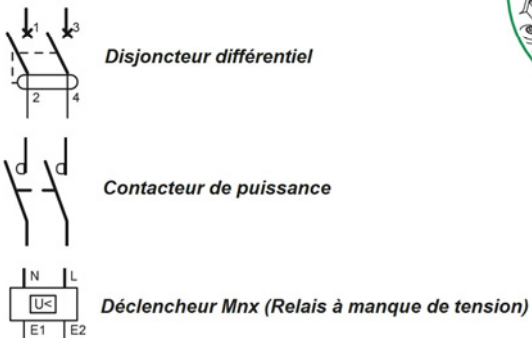 1 3
Disjoncteur différentiel
2 4
Contacteur de puissance
N L
U<
Déclencheur Mnx (Relais à manque de tension)
E1 E2